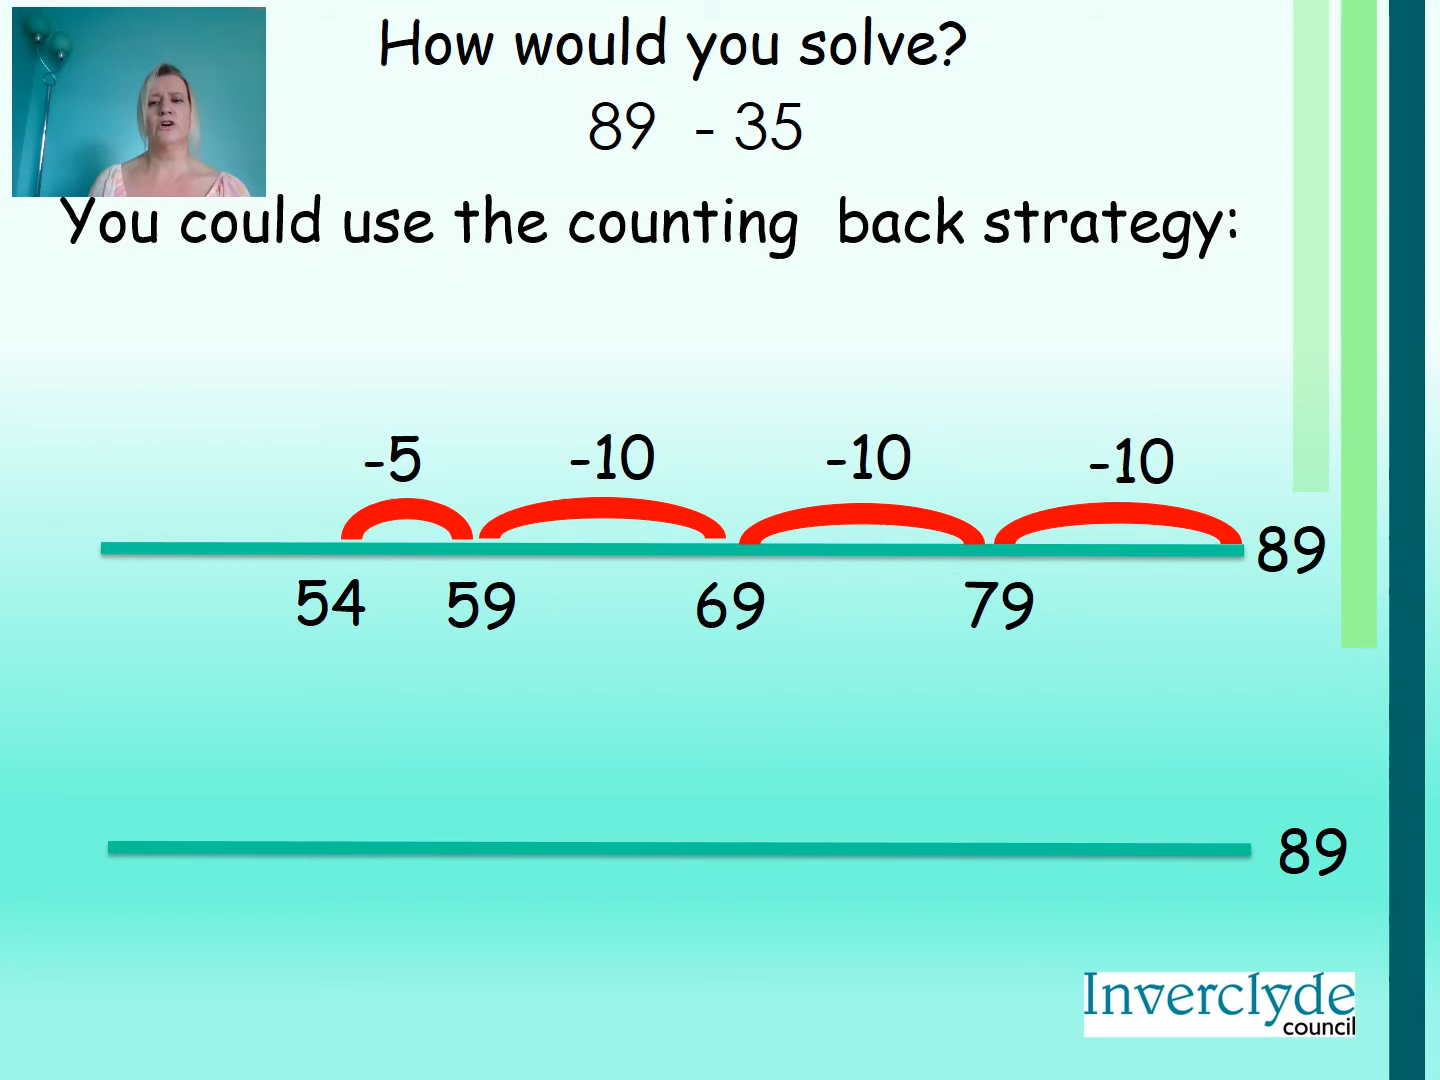 How would you solve?
89 - 35
You could use the counting back strategy:
-5 -10 -10 -10
89
54 59 69 79
89
Inverclyde
council